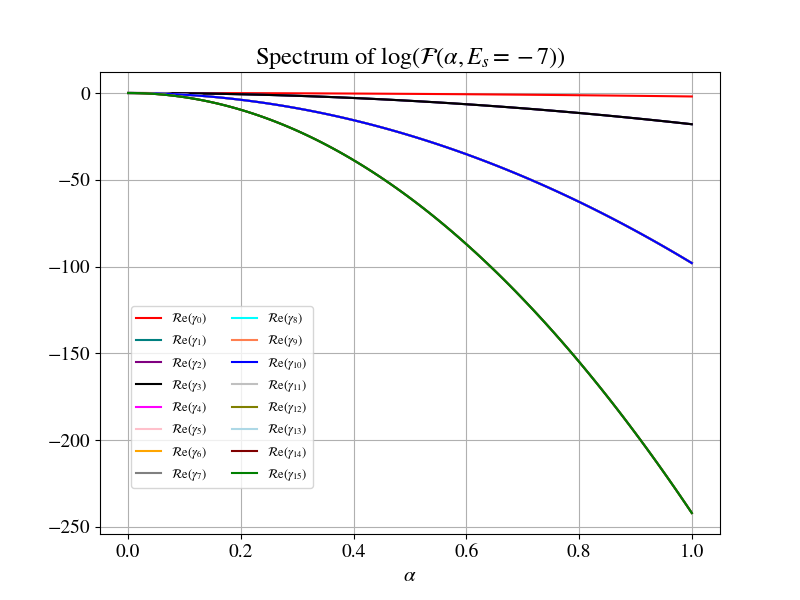 Spectrum of log(ℱ(α, E_s = −7))
0
−50
−100
−150
−200
−250
0.0 0.2 0.4 0.6 0.8 1.0
α
ℛe(γ₀) ℛe(γ₈)
ℛe(γ₁) ℛe(γ₉)
ℛe(γ₂) ℛe(γ₁₀)
ℛe(γ₃) ℛe(γ₁₁)
ℛe(γ₄) ℛe(γ₁₂)
ℛe(γ₅) ℛe(γ₁₃)
ℛe(γ₆) ℛe(γ₁₄)
ℛe(γ₇) ℛe(γ₁₅)